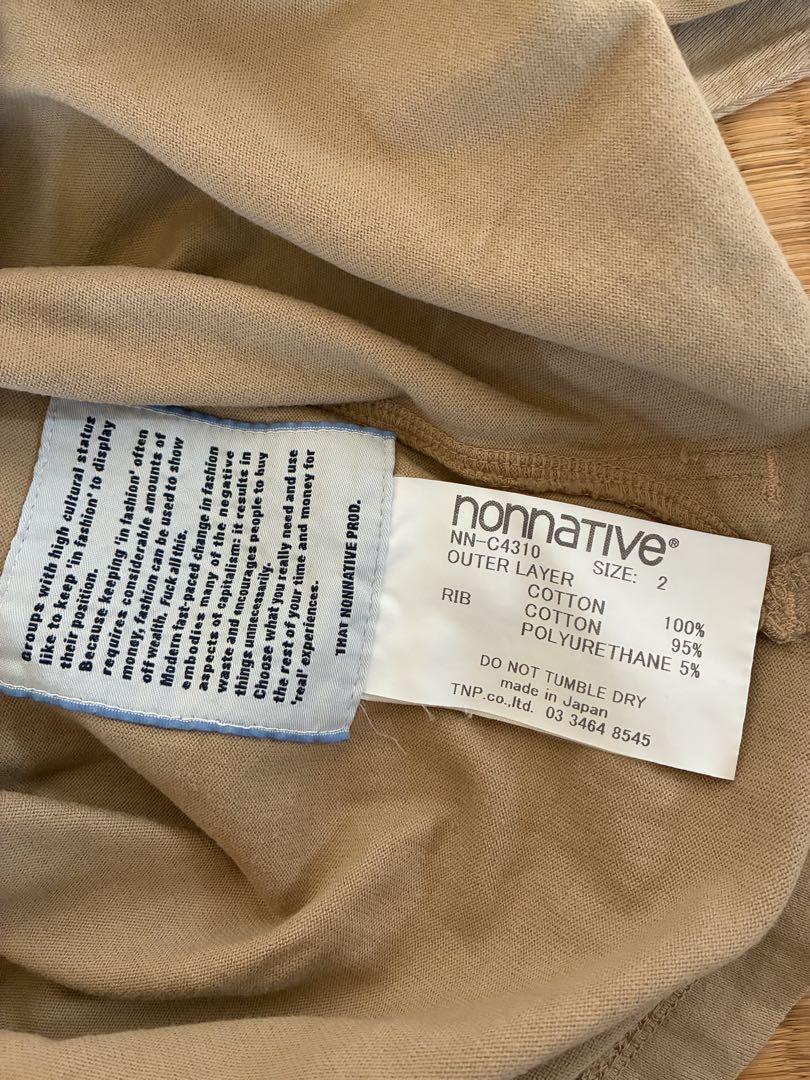 Groups with high cultural status
like to keep 'in fashion' to display
their position.
Because keeping 'in fashion' often
requires considerable amounts of
money, fashion can be used to show
off wealth, Fuck all this.
Modern fast-paced change in fashion
embodies many of the negative
aspects of capitalism: it results in
waste and encourages people to buy
things unnecessarily.
Choose what you really need and use
the rest of your time and money for
'real' experiences.
THAT NONNATIVE PROD.
nonnative®
NN-C4310 SIZE: 2
OUTER LAYER
COTTON 100%
RIB COTTON 95%
POLYURETHANE 5%
DO NOT TUMBLE DRY
made in Japan
TNP.co.,ltd. 03 3464 8545